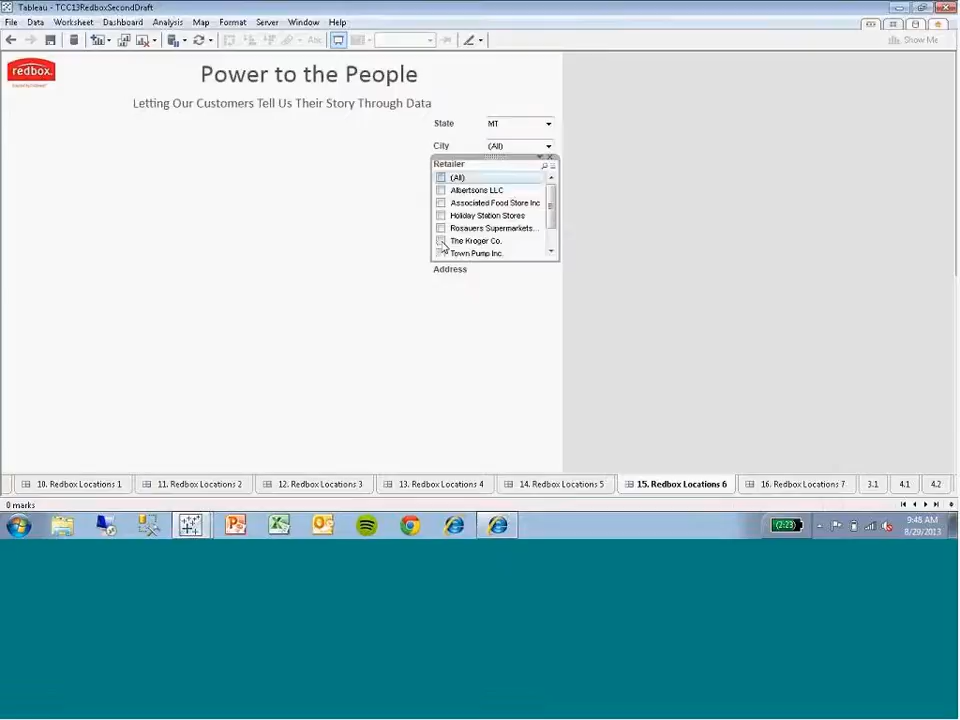 Tableau - TCC13RedboxSecondDraft
File Data Worksheet Dashboard Analysis Map Format Server Window Help
Abc
Show Me
redbox.
Power to the People
Letting Our Customers Tell Us Their Story Through Data
State MT
City (All)
Retailer
(All)
Albertsons LLC
Associated Food Store Inc
Holiday Station Stores
Rosauers Supermarkets...
The Kroger Co.
Town Pump Inc.
Address
10. Redbox Locations 1 11. Redbox Locations 2 12. Redbox Locations 3 13. Redbox Locations 4 14. Redbox Locations 5 15. Redbox Locations 6 16. Redbox Locations 7 3.1 4.1 4.2
0 marks
(2:23)
9:45 AM
8/29/2013